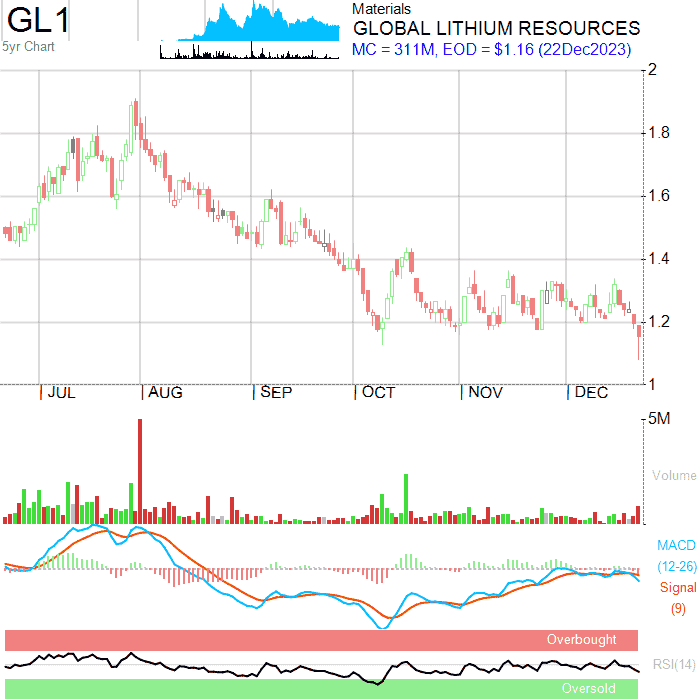 GL1
5yr Chart
Materials
GLOBAL LITHIUM RESOURCES
MC = 311M, EOD = $1.16 (22Dec2023)
2
1.8
1.6
1.4
1.2
1
JUL
AUG
SEP
OCT
NOV
DEC
5M
Volume
MACD
(12-26)
Signal
(9)
Overbought
RSI(14)
Oversold